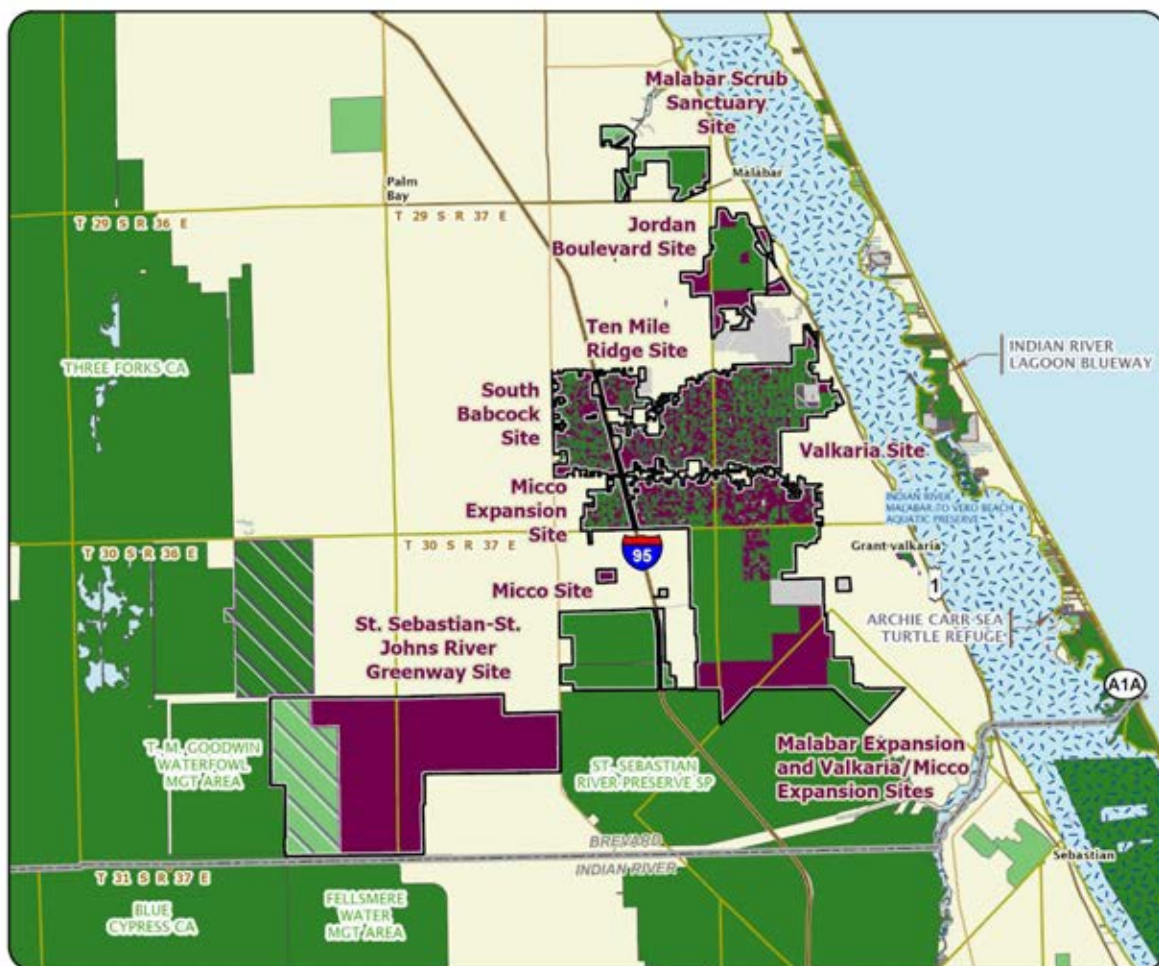 Malabar Scrub
Sanctuary
Site
Malabar
Palm
Bay
T 29 S R 36 E
T 29 S R 37 E
Jordan
Boulevard Site
Ten Mile
Ridge Site
INDIAN RIVER
LAGOON BLUEWAY
THREE FORKS CA
South
Babcock
Site
Valkaria Site
Micco
Expansion
Site
INDIAN RIVER
MALABAR TO VERO BEACH
AQUATIC PRESERVE
T 30 S R 36 E
T 30 S R 37 E
Grant-valkaria
95
1
Micco Site
ARCHIE CARR SEA
TURTLE REFUGE
St. Sebastian-St.
Johns River
Greenway Site
A1A
T. M. GOODWIN
WATERFOWL
MGT AREA
ST. SEBASTIAN
RIVER PRESERVE SP
Malabar Expansion
and Valkaria/Micco
Expansion Sites
BREVARD
INDIAN RIVER
Sebastian
T 31 S R 37 E
BLUE
CYPRESS CA
FELLSMERE
WATER
MGT AREA